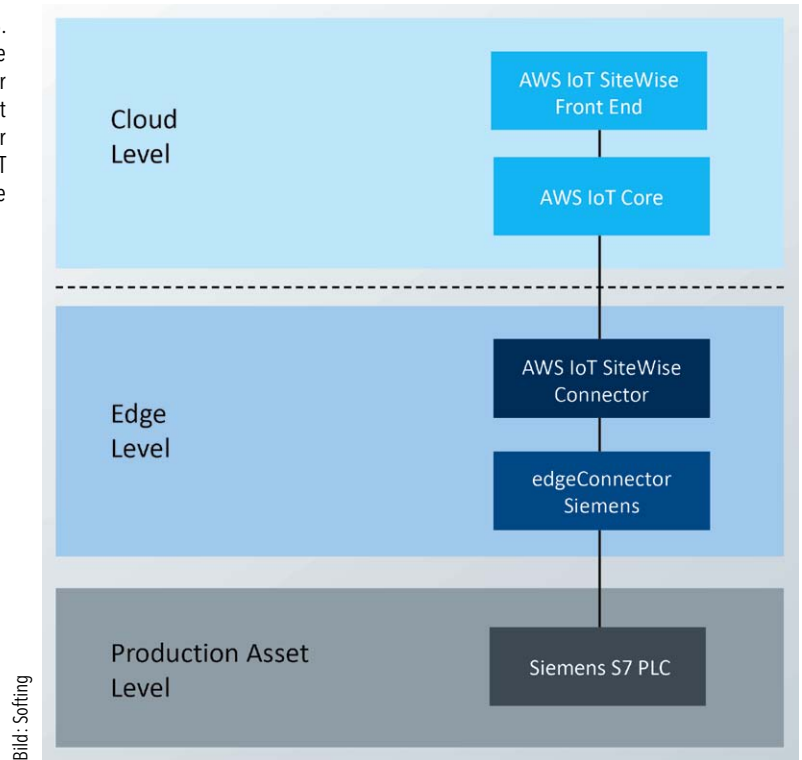 .
e
r
t
r
T
e
Cloud
Level
AWS IoT SiteWise
Front End
AWS IoT Core
Edge
Level
AWS IoT SiteWise
Connector
edgeConnector
Siemens
Production Asset
Level
Siemens S7 PLC
Bild: Softing